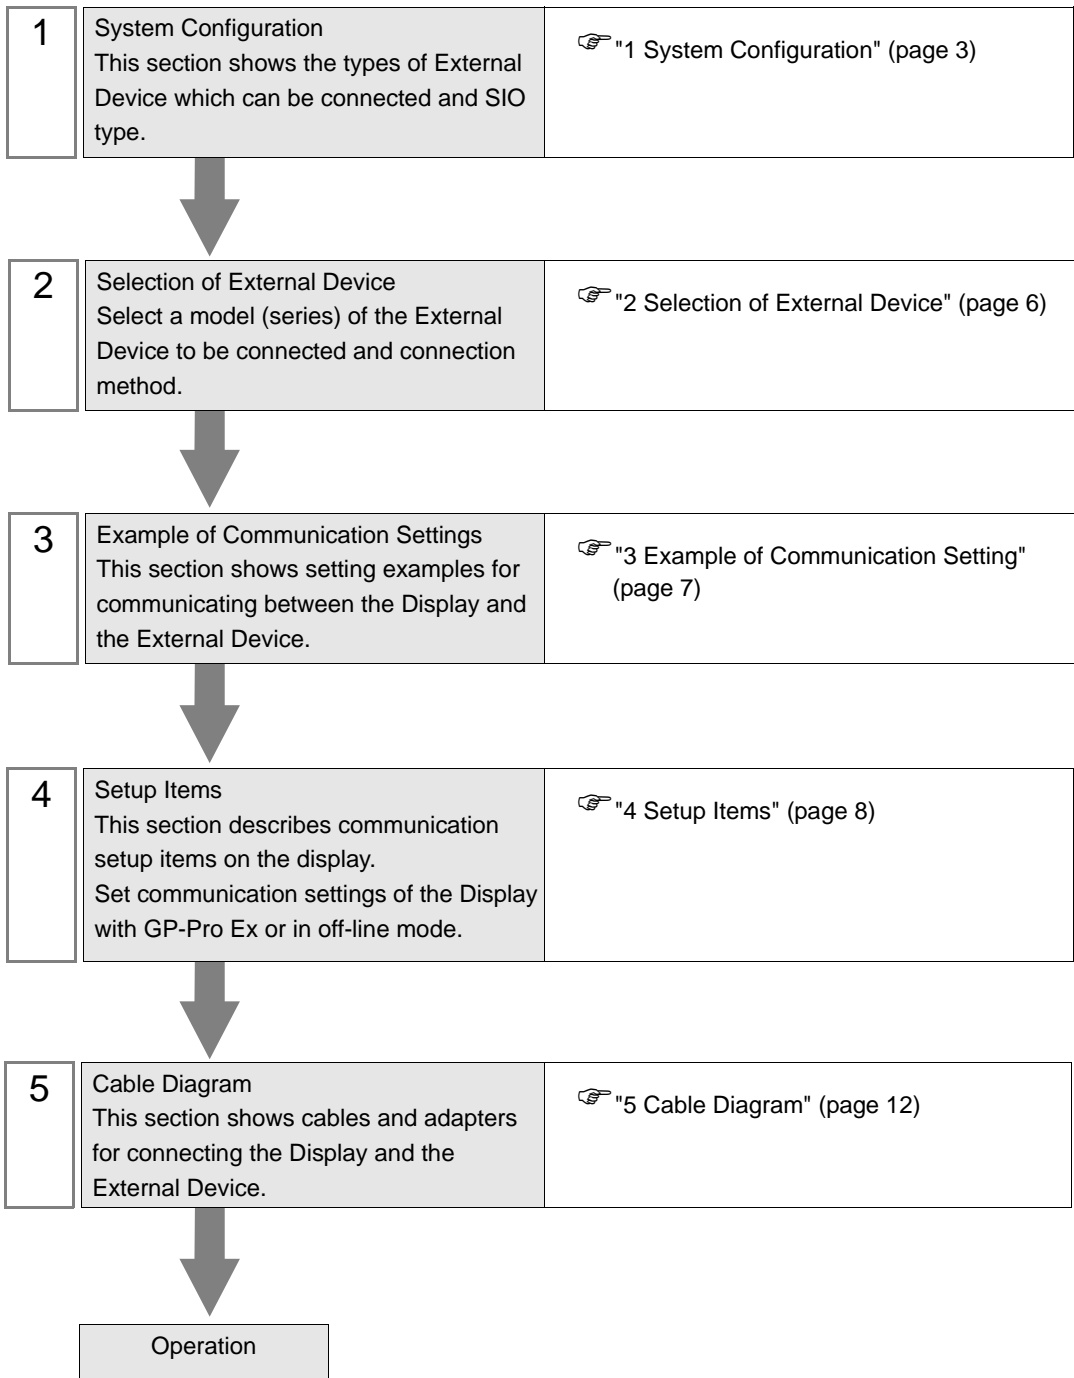 1
System Configuration
This section shows the types of External
Device which can be connected and SIO
type.
"1 System Configuration" (page 3)
2
Selection of External Device
Select a model (series) of the External
Device to be connected and connection
method.
"2 Selection of External Device" (page 6)
3
Example of Communication Settings
This section shows setting examples for
communicating between the Display and
the External Device.
"3 Example of Communication Setting"
(page 7)
4
Setup Items
This section describes communication
setup items on the display.
Set communication settings of the Display
with GP-Pro Ex or in off-line mode.
"4 Setup Items" (page 8)
5
Cable Diagram
This section shows cables and adapters
for connecting the Display and the
External Device.
"5 Cable Diagram" (page 12)
Operation